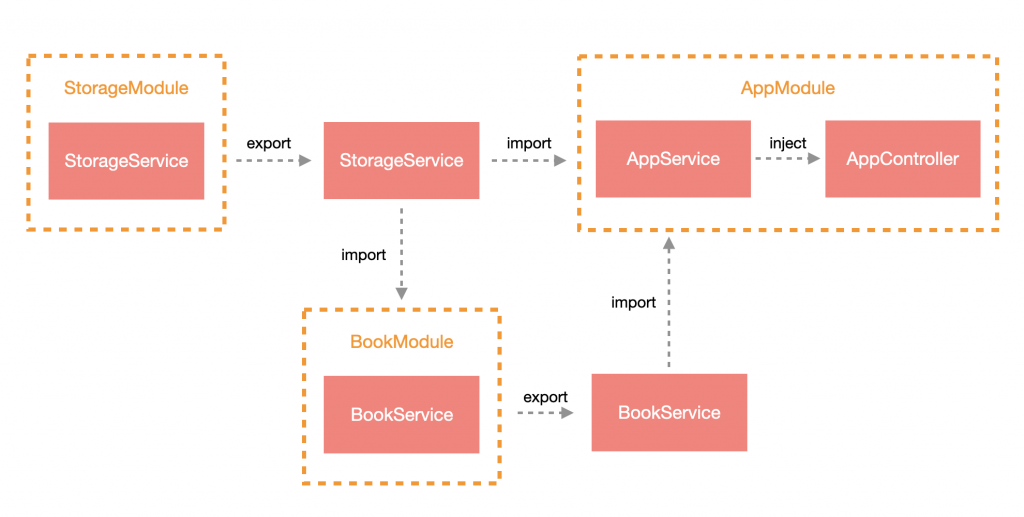 StorageModule
StorageService
export
StorageService
import
AppModule
AppService
inject
AppController
import
BookModule
BookService
export
BookService
import